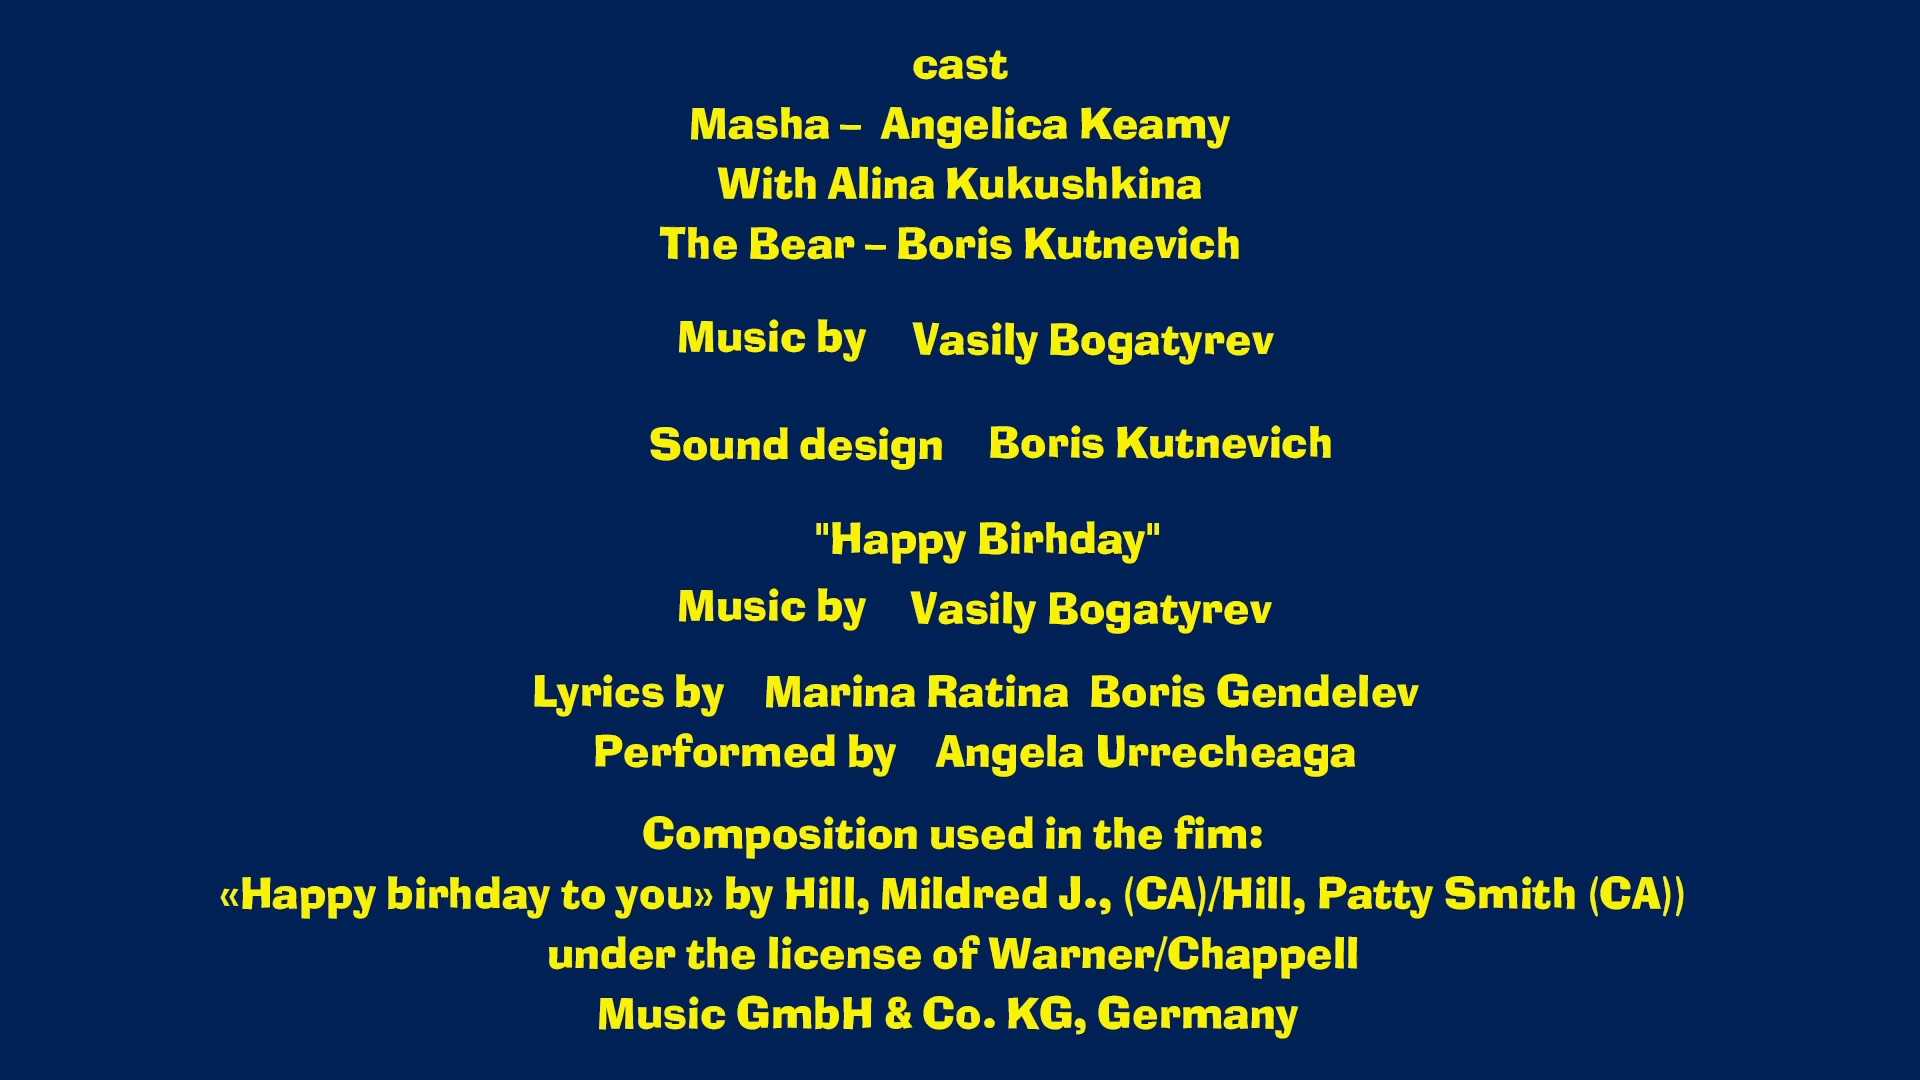 cast
Masha – Angelica Keamy
With Alina Kukushkina
The Bear – Boris Kutnevich
Music by Vasily Bogatyrev
Sound design Boris Kutnevich
"Happy Birhday"
Music by Vasily Bogatyrev
Lyrics by Marina Ratina Boris Gendelev
Performed by Angela Urrecheaga
Composition used in the fim:
«Happy birhday to you» by Hill, Mildred J., (CA)/Hill, Patty Smith (CA))
under the license of Warner/Chappell
Music GmbH & Co. KG, Germany